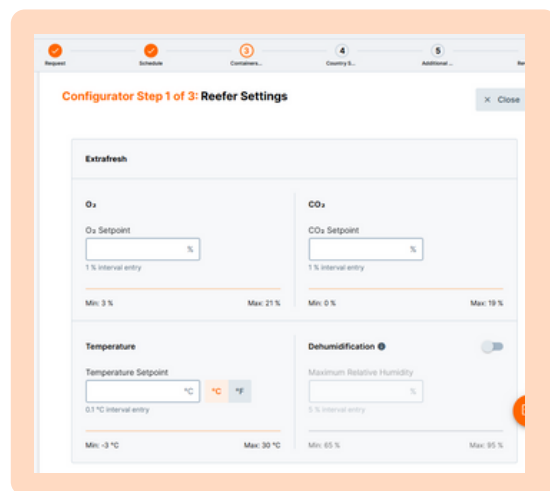 3 4 5
Request Schedule Containers... Country S... Additional ... Re
Configurator Step 1 of 3: Reefer Settings
× Close
Extrafresh
O₂ CO₂
O₂ Setpoint CO₂ Setpoint
% %
1 % interval entry 1 % interval entry
Min: 3 % Max: 21 % Min: 0 % Max: 19 %
Temperature Dehumidification
Temperature Setpoint Maximum Relative Humidity
°C °C °F %
0.1 °C interval entry 5 % interval entry
Min: -3 °C Max: 30 °C Min: 65 % Max: 95 %